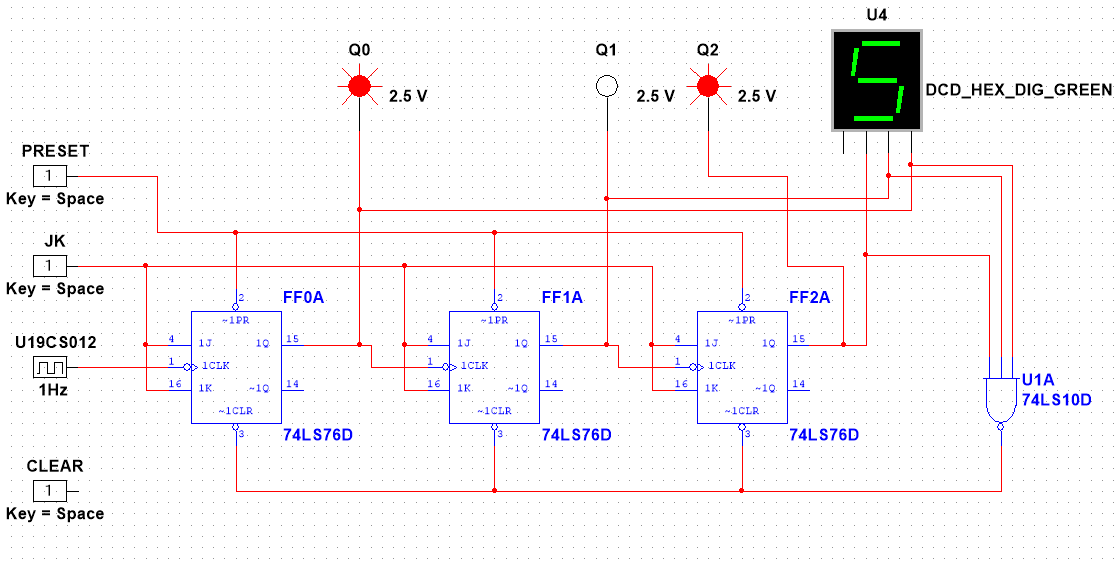 U4
Q0
Q1
Q2
2.5 V
2.5 V
2.5 V
5
DCD_HEX_DIG_GREEN
PRESET
1
Key = Space
JK
1
Key = Space
U19CS012
1Hz
CLEAR
1
Key = Space
FF0A
2
~1PR
4
1J
1Q
15
1
1CLK
16
1K
~1Q
14
~1CLR
3
74LS76D
FF1A
2
~1PR
4
1J
1Q
15
1
1CLK
16
1K
~1Q
14
~1CLR
3
74LS76D
FF2A
2
~1PR
4
1J
1Q
15
1
1CLK
16
1K
~1Q
14
~1CLR
3
74LS76D
U1A
74LS10D